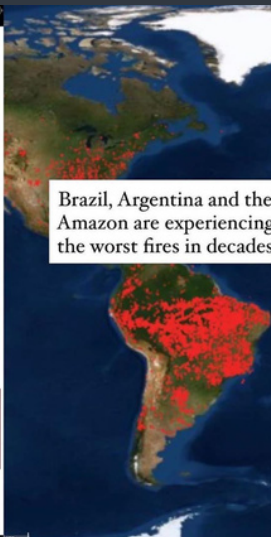 Brazil, Argentina and the
Amazon are experiencing
the worst fires in decades